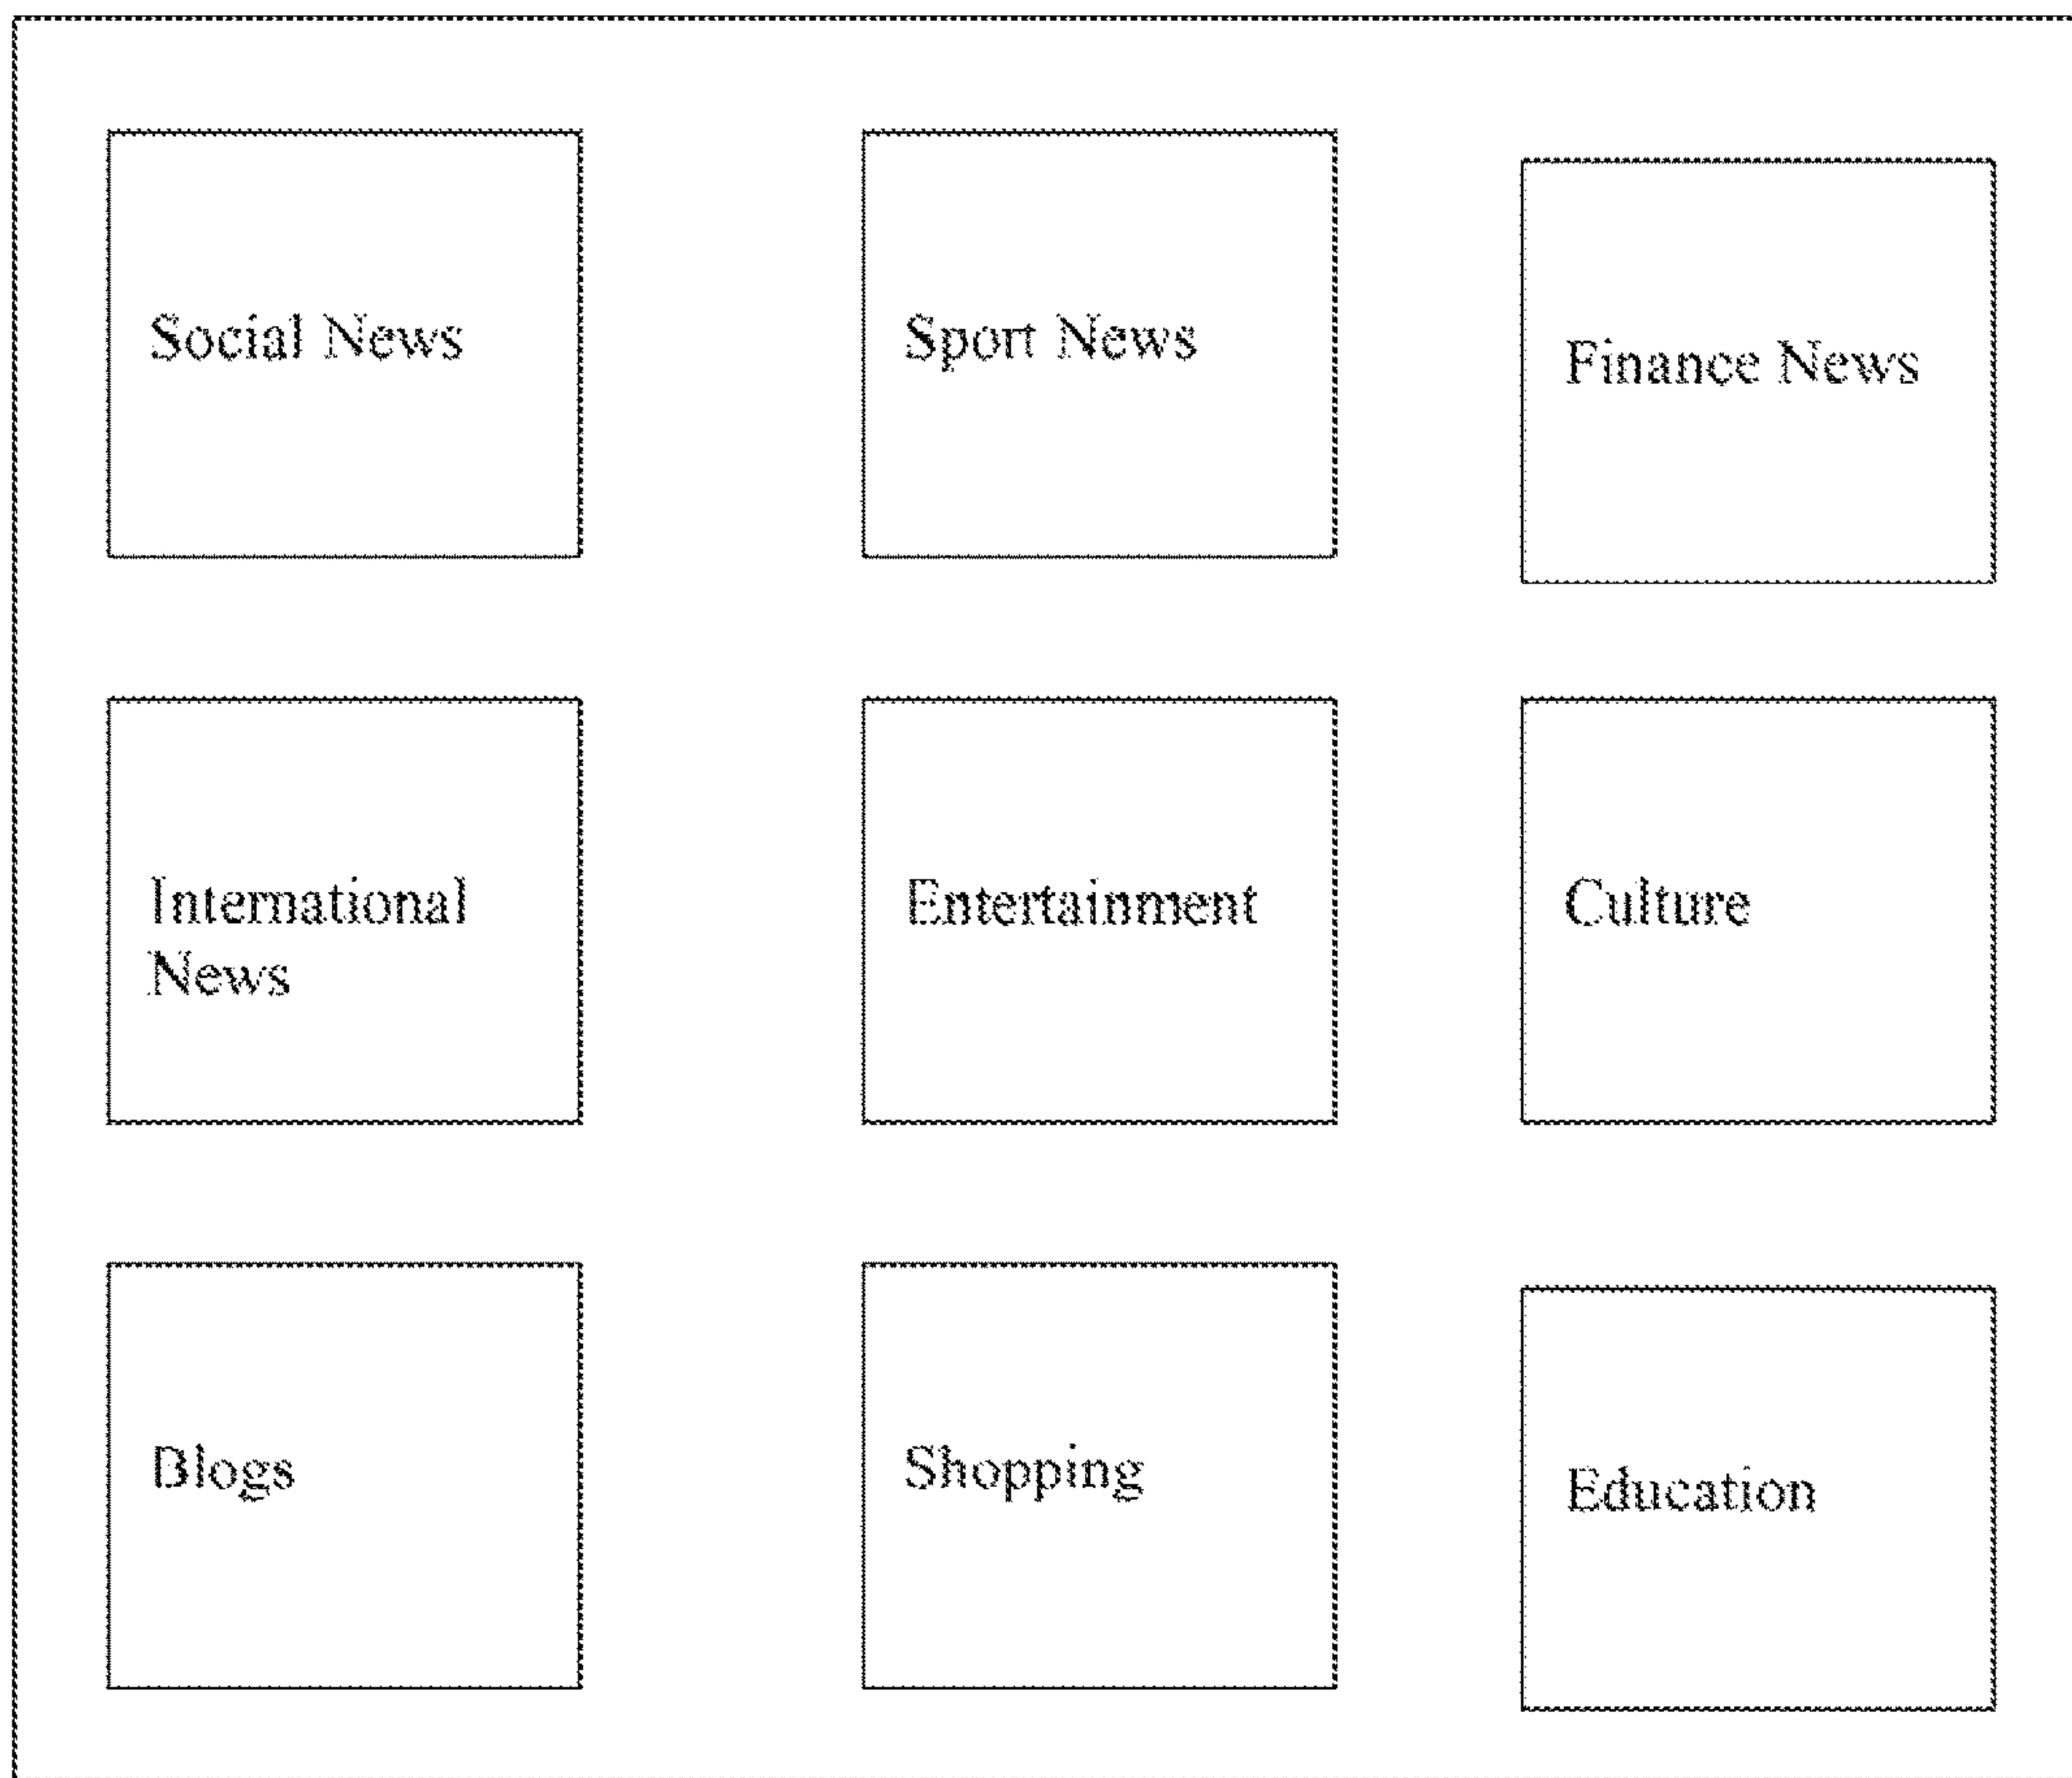 Social News
Sport News
Finance News
International
News
Entertainment
Culture
Blogs
Shopping
Education